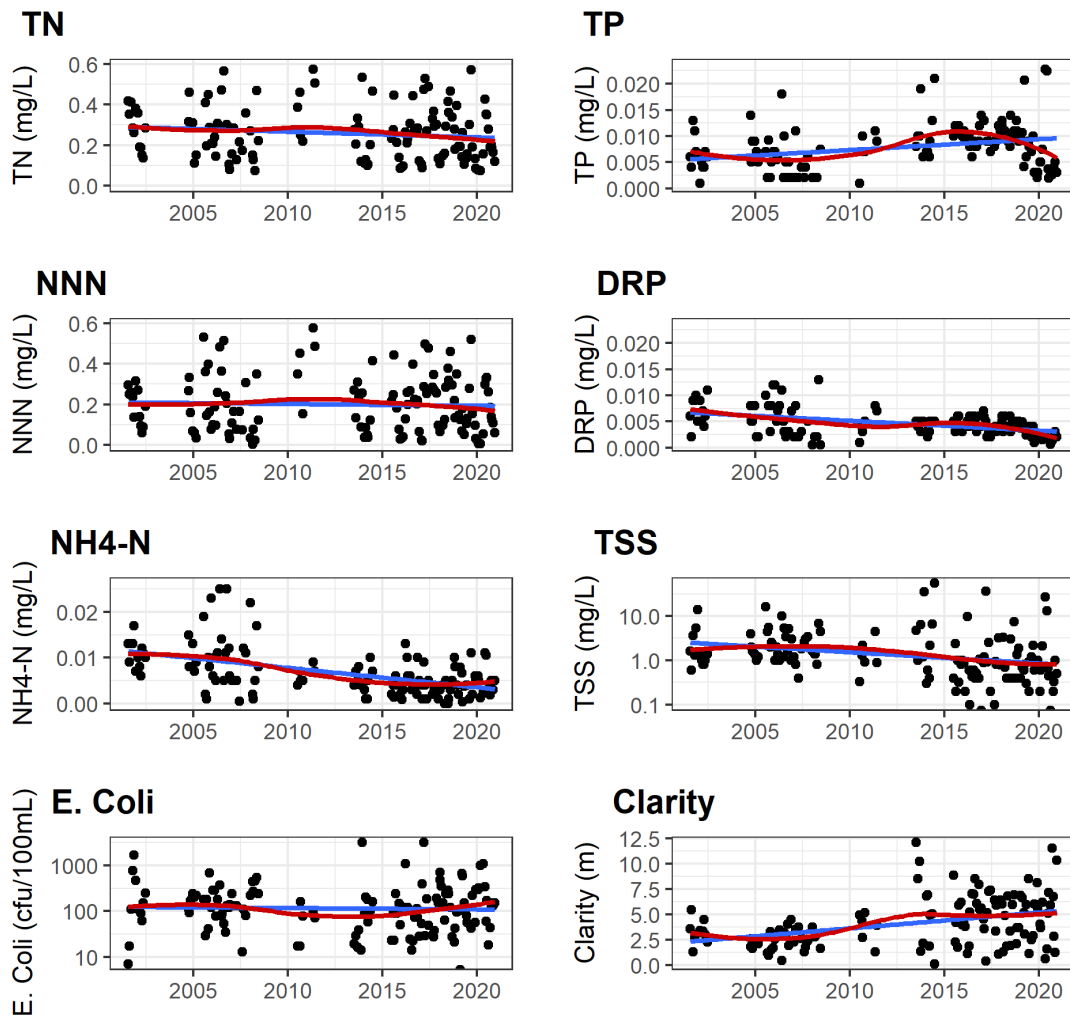 TN
TN (mg/L)
0.6
0.4
0.2
0.0
2005 2010 2015 2020
TP
TP (mg/L)
0.020
0.015
0.010
0.005
0.000
2005 2010 2015 2020
NNN
NNN (mg/L)
0.6
0.4
0.2
0.0
2005 2010 2015 2020
DRP
DRP (mg/L)
0.020
0.015
0.010
0.005
0.000
2005 2010 2015 2020
NH4-N
NH4-N (mg/L)
0.02
0.01
0.00
2005 2010 2015 2020
TSS
TSS (mg/L)
10.0
1.0
0.1
2005 2010 2015 2020
E. Coli
E. Coli (cfu/100mL)
1000
100
10
2005 2010 2015 2020
Clarity
Clarity (m)
12.5
10.0
7.5
5.0
2.5
0.0
2005 2010 2015 2020